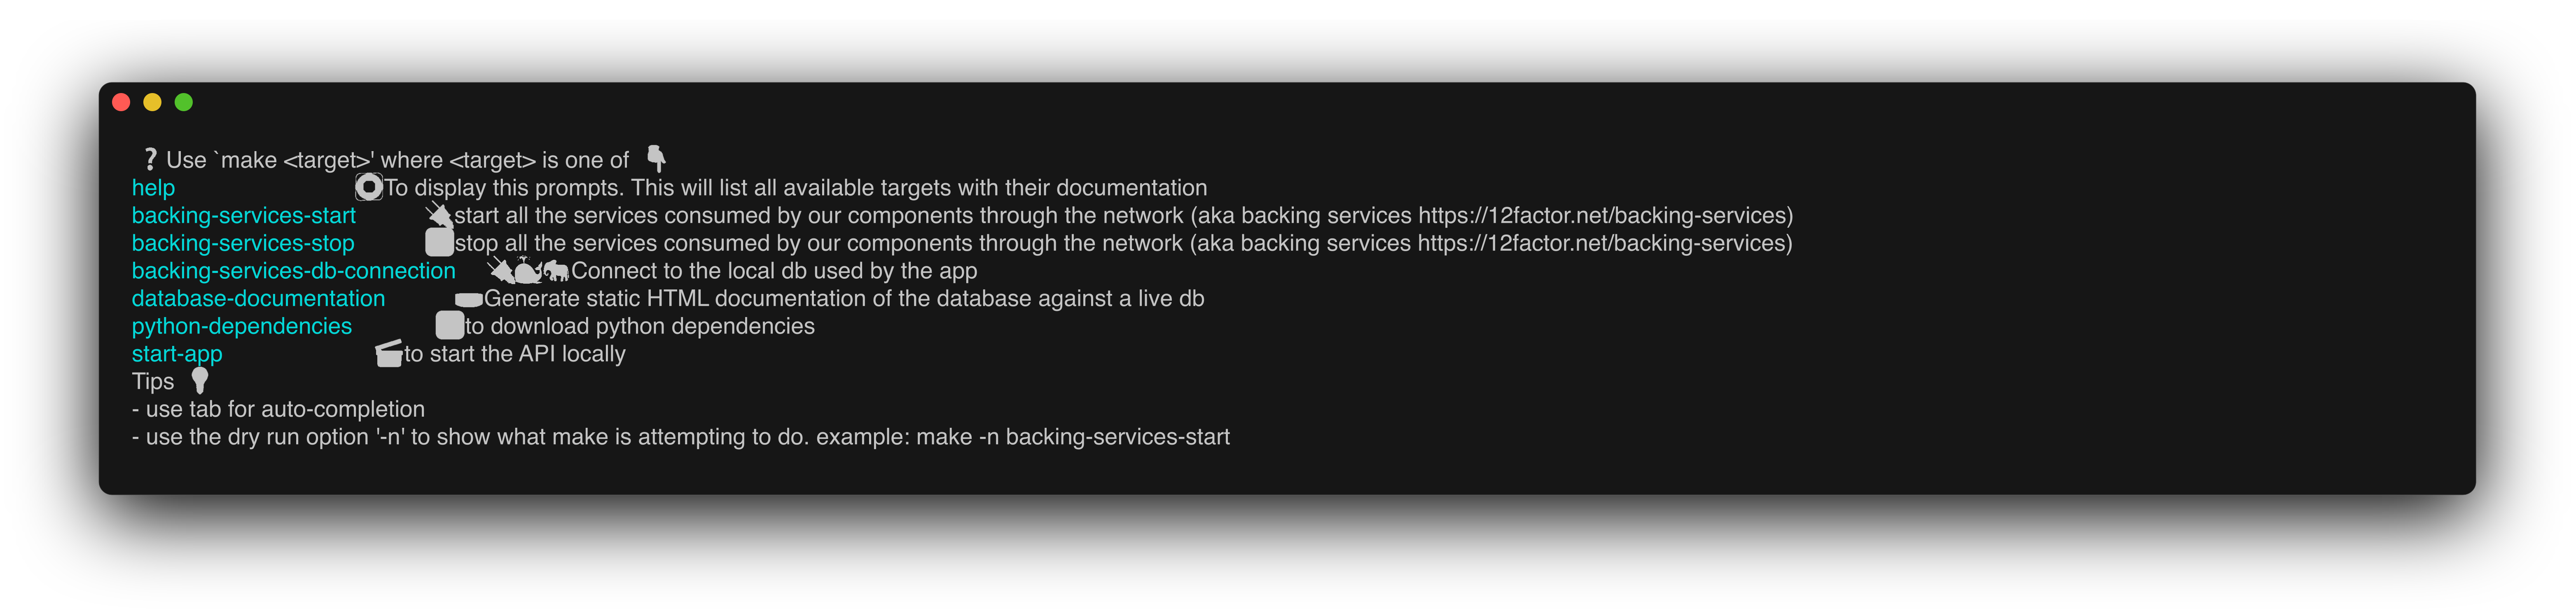 ❓ Use `make <target>' where <target> is one of 👇
help To display this prompts. This will list all available targets with their documentation
backing-services-start 🔌start all the services consumed by our components through the network (aka backing services https://12factor.net/backing-services)
backing-services-stop stop all the services consumed by our components through the network (aka backing services https://12factor.net/backing-services)
backing-services-db-connection 🔌🐳🐘Connect to the local db used by the app
database-documentation Generate static HTML documentation of the database against a live db
python-dependencies to download python dependencies
start-app 🎬to start the API locally
Tips 💡
- use tab for auto-completion
- use the dry run option '-n' to show what make is attempting to do. example: make -n backing-services-start